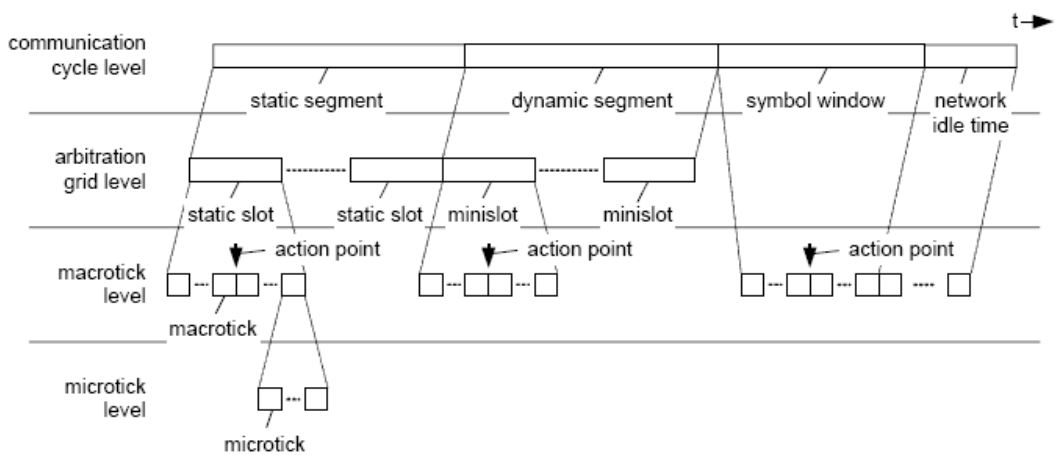 t
communication
cycle level
static segment
dynamic segment
symbol window
network
idle time
arbitration
grid level
static slot
static slot
minislot
minislot
action point
action point
action point
macrotick
level
macrotick
microtick
level
microtick